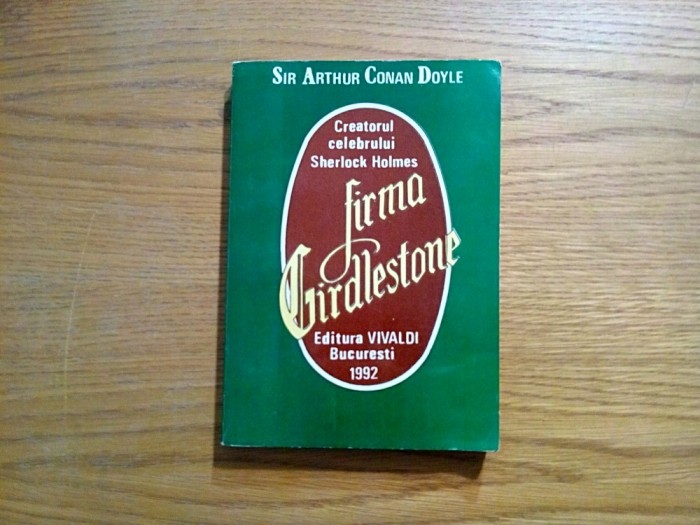 SIR ARTHUR CONAN DOYLE
Creatorul
celebrului
Sherlock Holmes
firma
Girdlestone
Editura VIVALDI
Bucuresti
1992